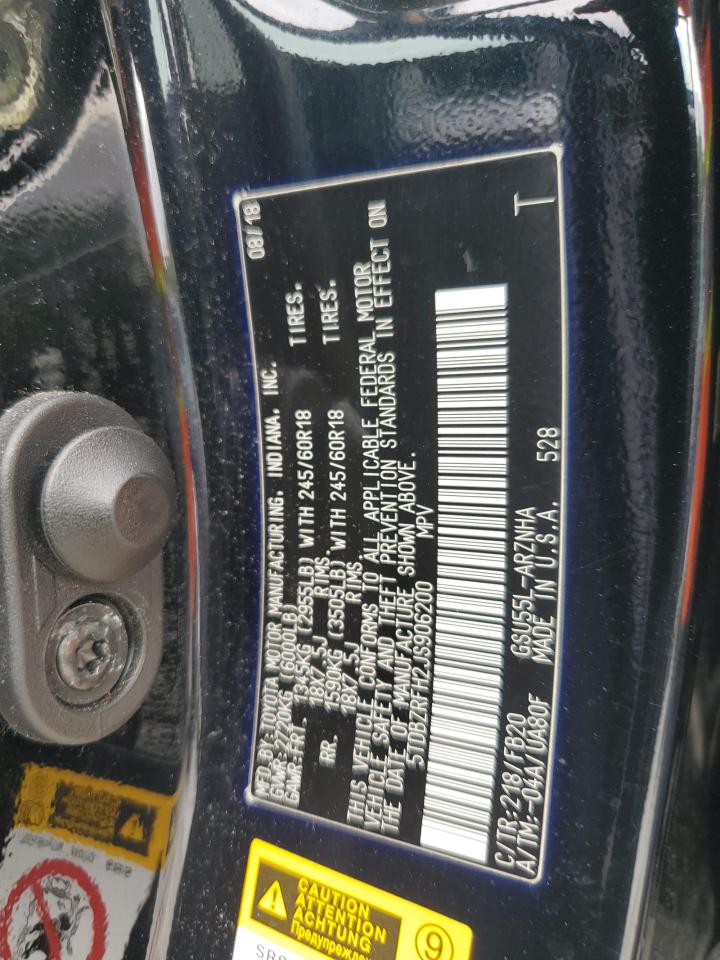 MFD.BY:TOYOTA MOTOR MANUFACTURING, INDIANA, INC. 08/18
GVWR:2720KG (6000LB)
GAWR:FRT. 1345KG (2955LB) WITH 245/60R18 TIRES.
18X7.5J RIMS
RR. 1590KG (3505LB) WITH 245/60R18 TIRES.
18X7.5J RIMS.
THIS VEHICLE CONFORMS TO ALL APPLICABLE FEDERAL MOTOR
VEHICLE SAFETY AND THEFT PREVENTION STANDARDS IN EFFECT ON
THE DATE OF MANUFACTURE SHOWN ABOVE.
5TDBZRFH2JS906200 MPV
C/TR:218/FB20 GSU55L-ARZNHA T
A/TM:-04A/UA80F MADE IN U.S.A. 528
CAUTION
ATTENTION
ACHTUNG
Предупрежден
9
SRS